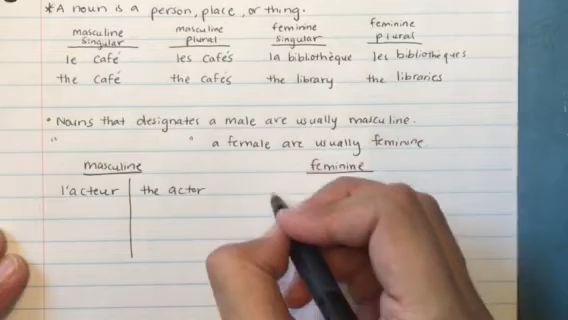 *A noun is a person, place, or thing.
masculine singular masculine plural feminine singular feminine plural
le café les cafés la bibliothèque les bibliothèques
the café the cafés the library the libraries
• Nouns that designates a male are usually masculine.
" " a female are usually feminine
masculine feminine
l'acteur the actor